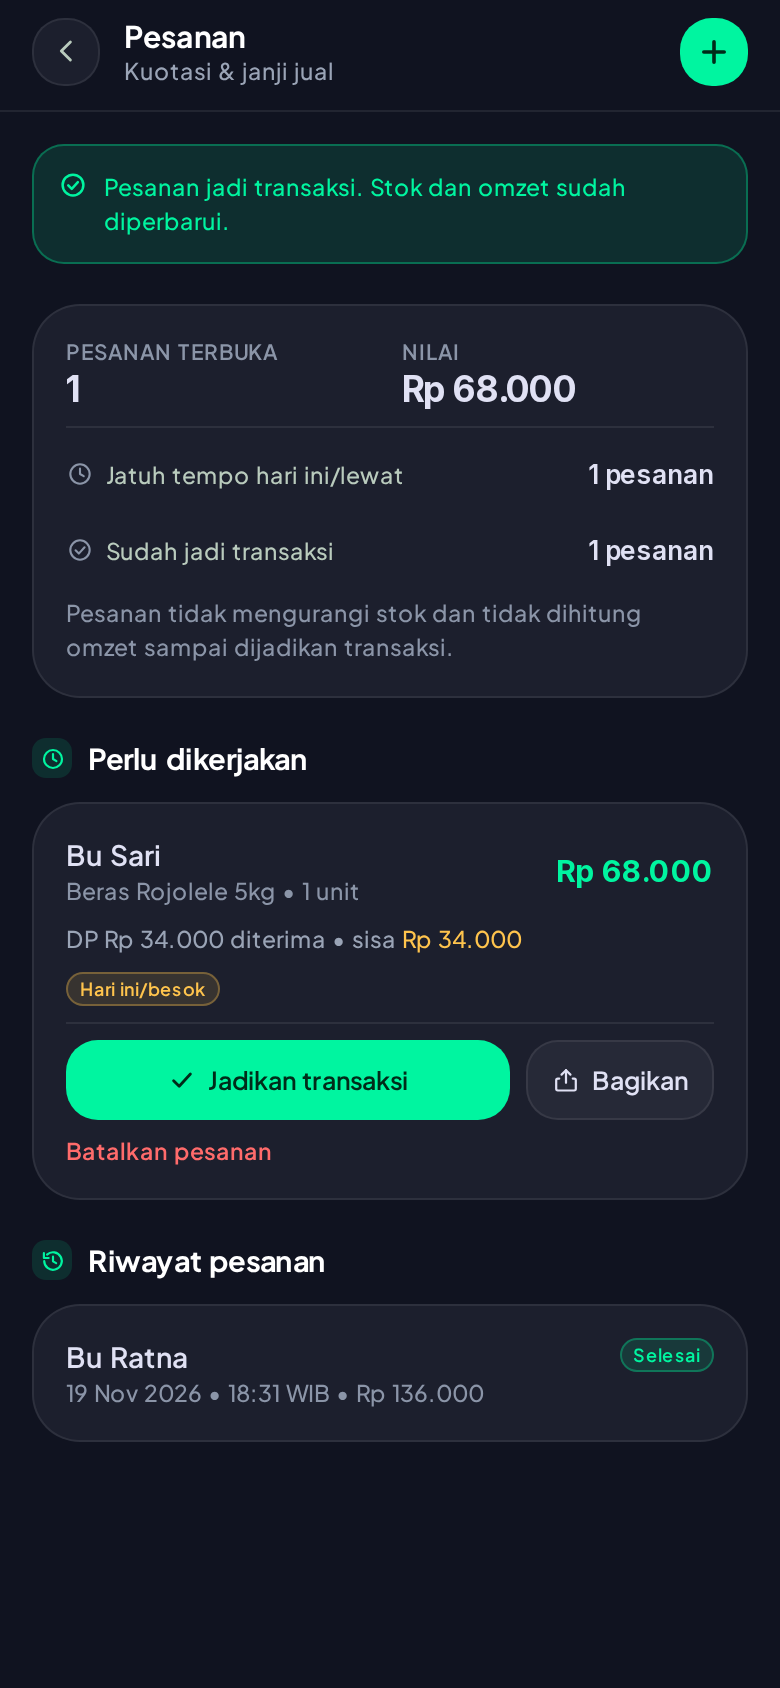 Pesanan
Kuotasi & janji jual
Pesanan jadi transaksi. Stok dan omzet sudah
diperbarui.
PESANAN TERBUKA
1
NILAI
Rp 68.000
Jatuh tempo hari ini/lewat
1 pesanan
Sudah jadi transaksi
1 pesanan
Pesanan tidak mengurangi stok dan tidak dihitung
omzet sampai dijadikan transaksi.
Perlu dikerjakan
Bu Sari
Rp 68.000
Beras Rojolele 5kg • 1 unit
DP Rp 34.000 diterima • sisa Rp 34.000
Hari ini/besok
Jadikan transaksi
Bagikan
Batalkan pesanan
Riwayat pesanan
Bu Ratna
Selesai
19 Nov 2026 • 18:31 WIB • Rp 136.000